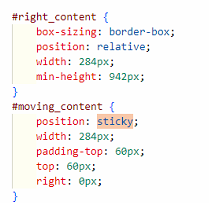 #right_content {
box-sizing: border-box;
position: relative;
width: 284px;
min-height: 942px;
}
#moving_content {
position: sticky;
width: 284px;
padding-top: 60px;
top: 60px;
right: 0px;
}